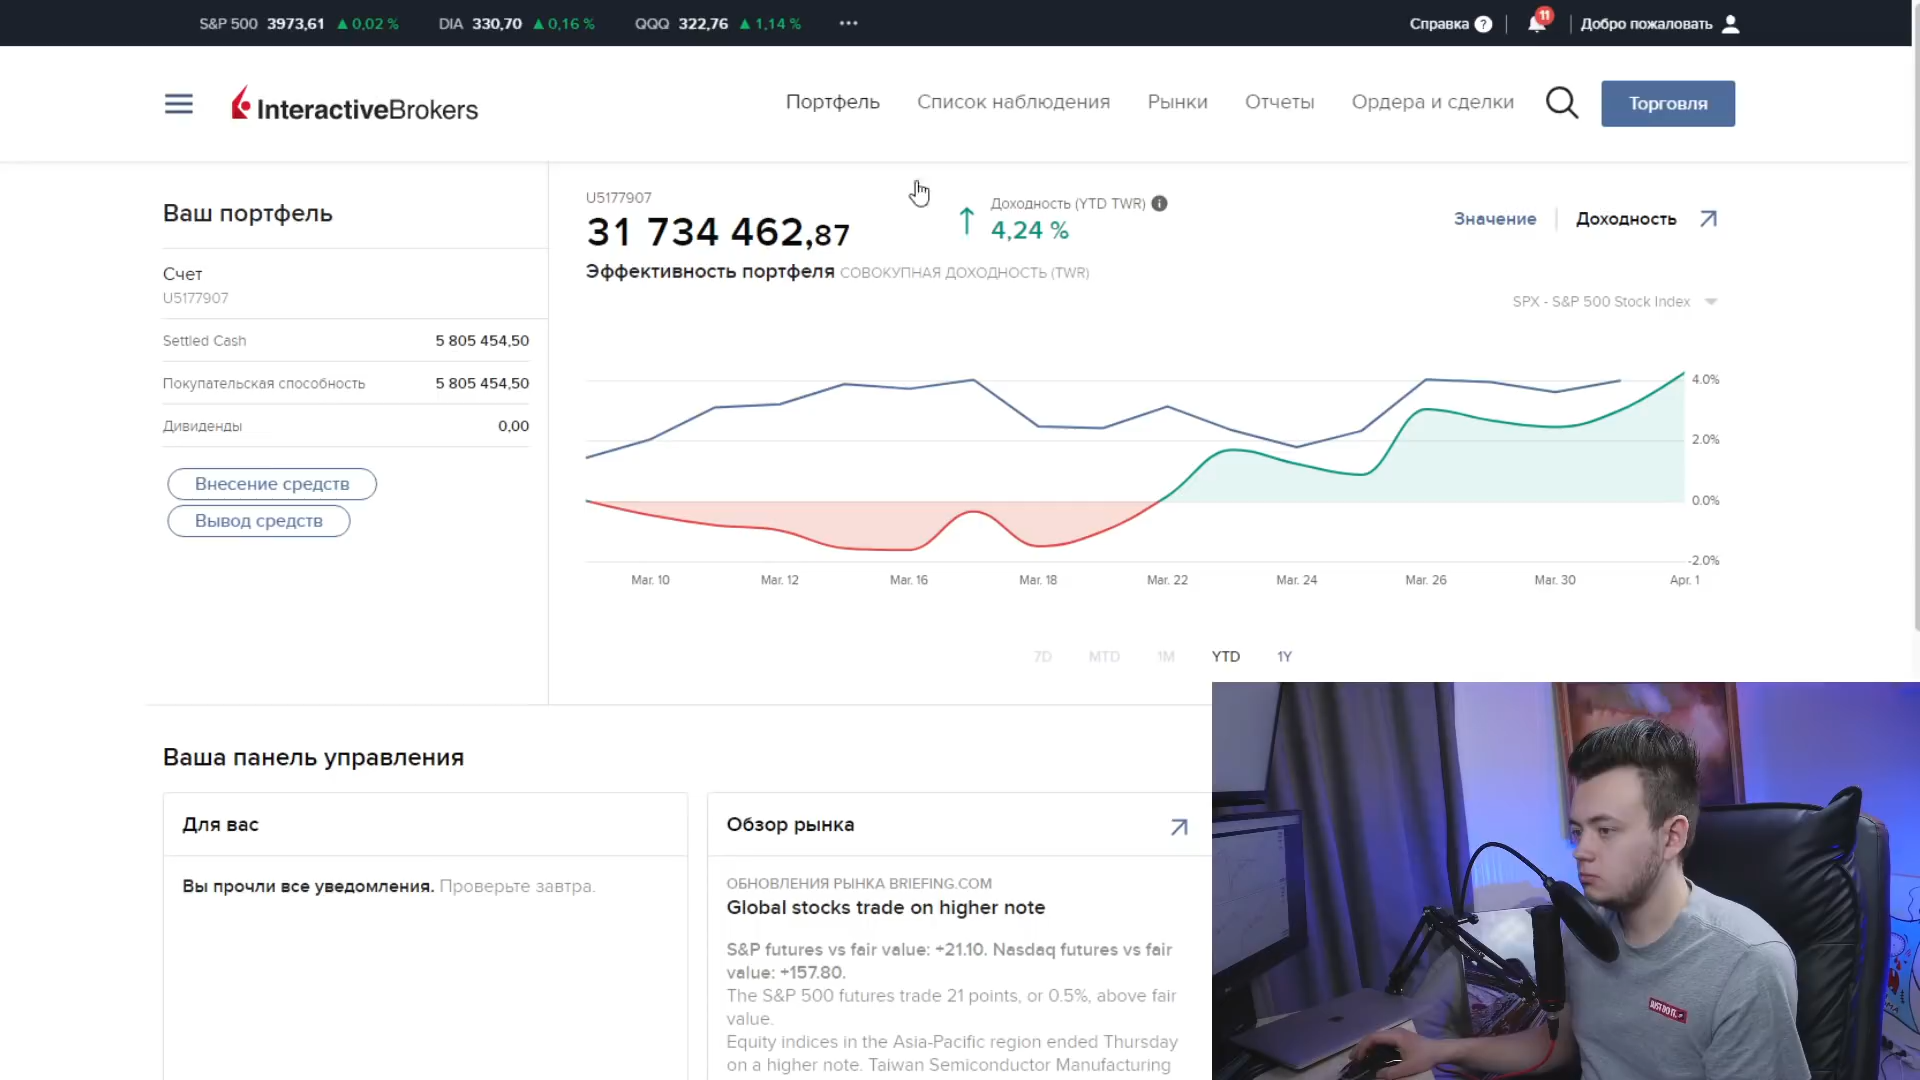 S&P 500 3973,61 ▲ 0,02 % DIA 330,70 ▲ 0,16 % QQQ 322,76 ▲ 1,14 % •••
Справка ? 11 Добро пожаловать
InteractiveBrokers
Портфель Список наблюдения Рынки Отчеты Ордера и сделки Торговля
Ваш портфель
Счет
U5177907
Settled Cash 5 805 454,50
Покупательская способность 5 805 454,50
Дивиденды 0,00
Внесение средств
Вывод средств
U5177907
31 734 462,87
Доходность (YTD TWR)
4,24 %
Значение Доходность
Эффективность портфеля СОВОКУПНАЯ ДОХОДНОСТЬ (TWR)
SPX - S&P 500 Stock Index
4.0%
2.0%
0.0%
-2.0%
Mar. 10 Mar. 12 Mar. 16 Mar. 18 Mar. 22 Mar. 24 Mar. 26 Mar. 30 Apr. 1
7D MTD 1M YTD 1Y
Ваша панель управления
Для вас
Вы прочли все уведомления. Проверьте завтра.
Обзор рынка
ОБНОВЛЕНИЯ РЫНКА BRIEFING.COM
Global stocks trade on higher note
S&P futures vs fair value: +21.10. Nasdaq futures vs fair
value: +157.80.
The S&P 500 futures trade 21 points, or 0.5%, above fair
value.
Equity indices in the Asia-Pacific region ended Thursday
on a higher note. Taiwan Semiconductor Manufacturing
JUST DO IT.